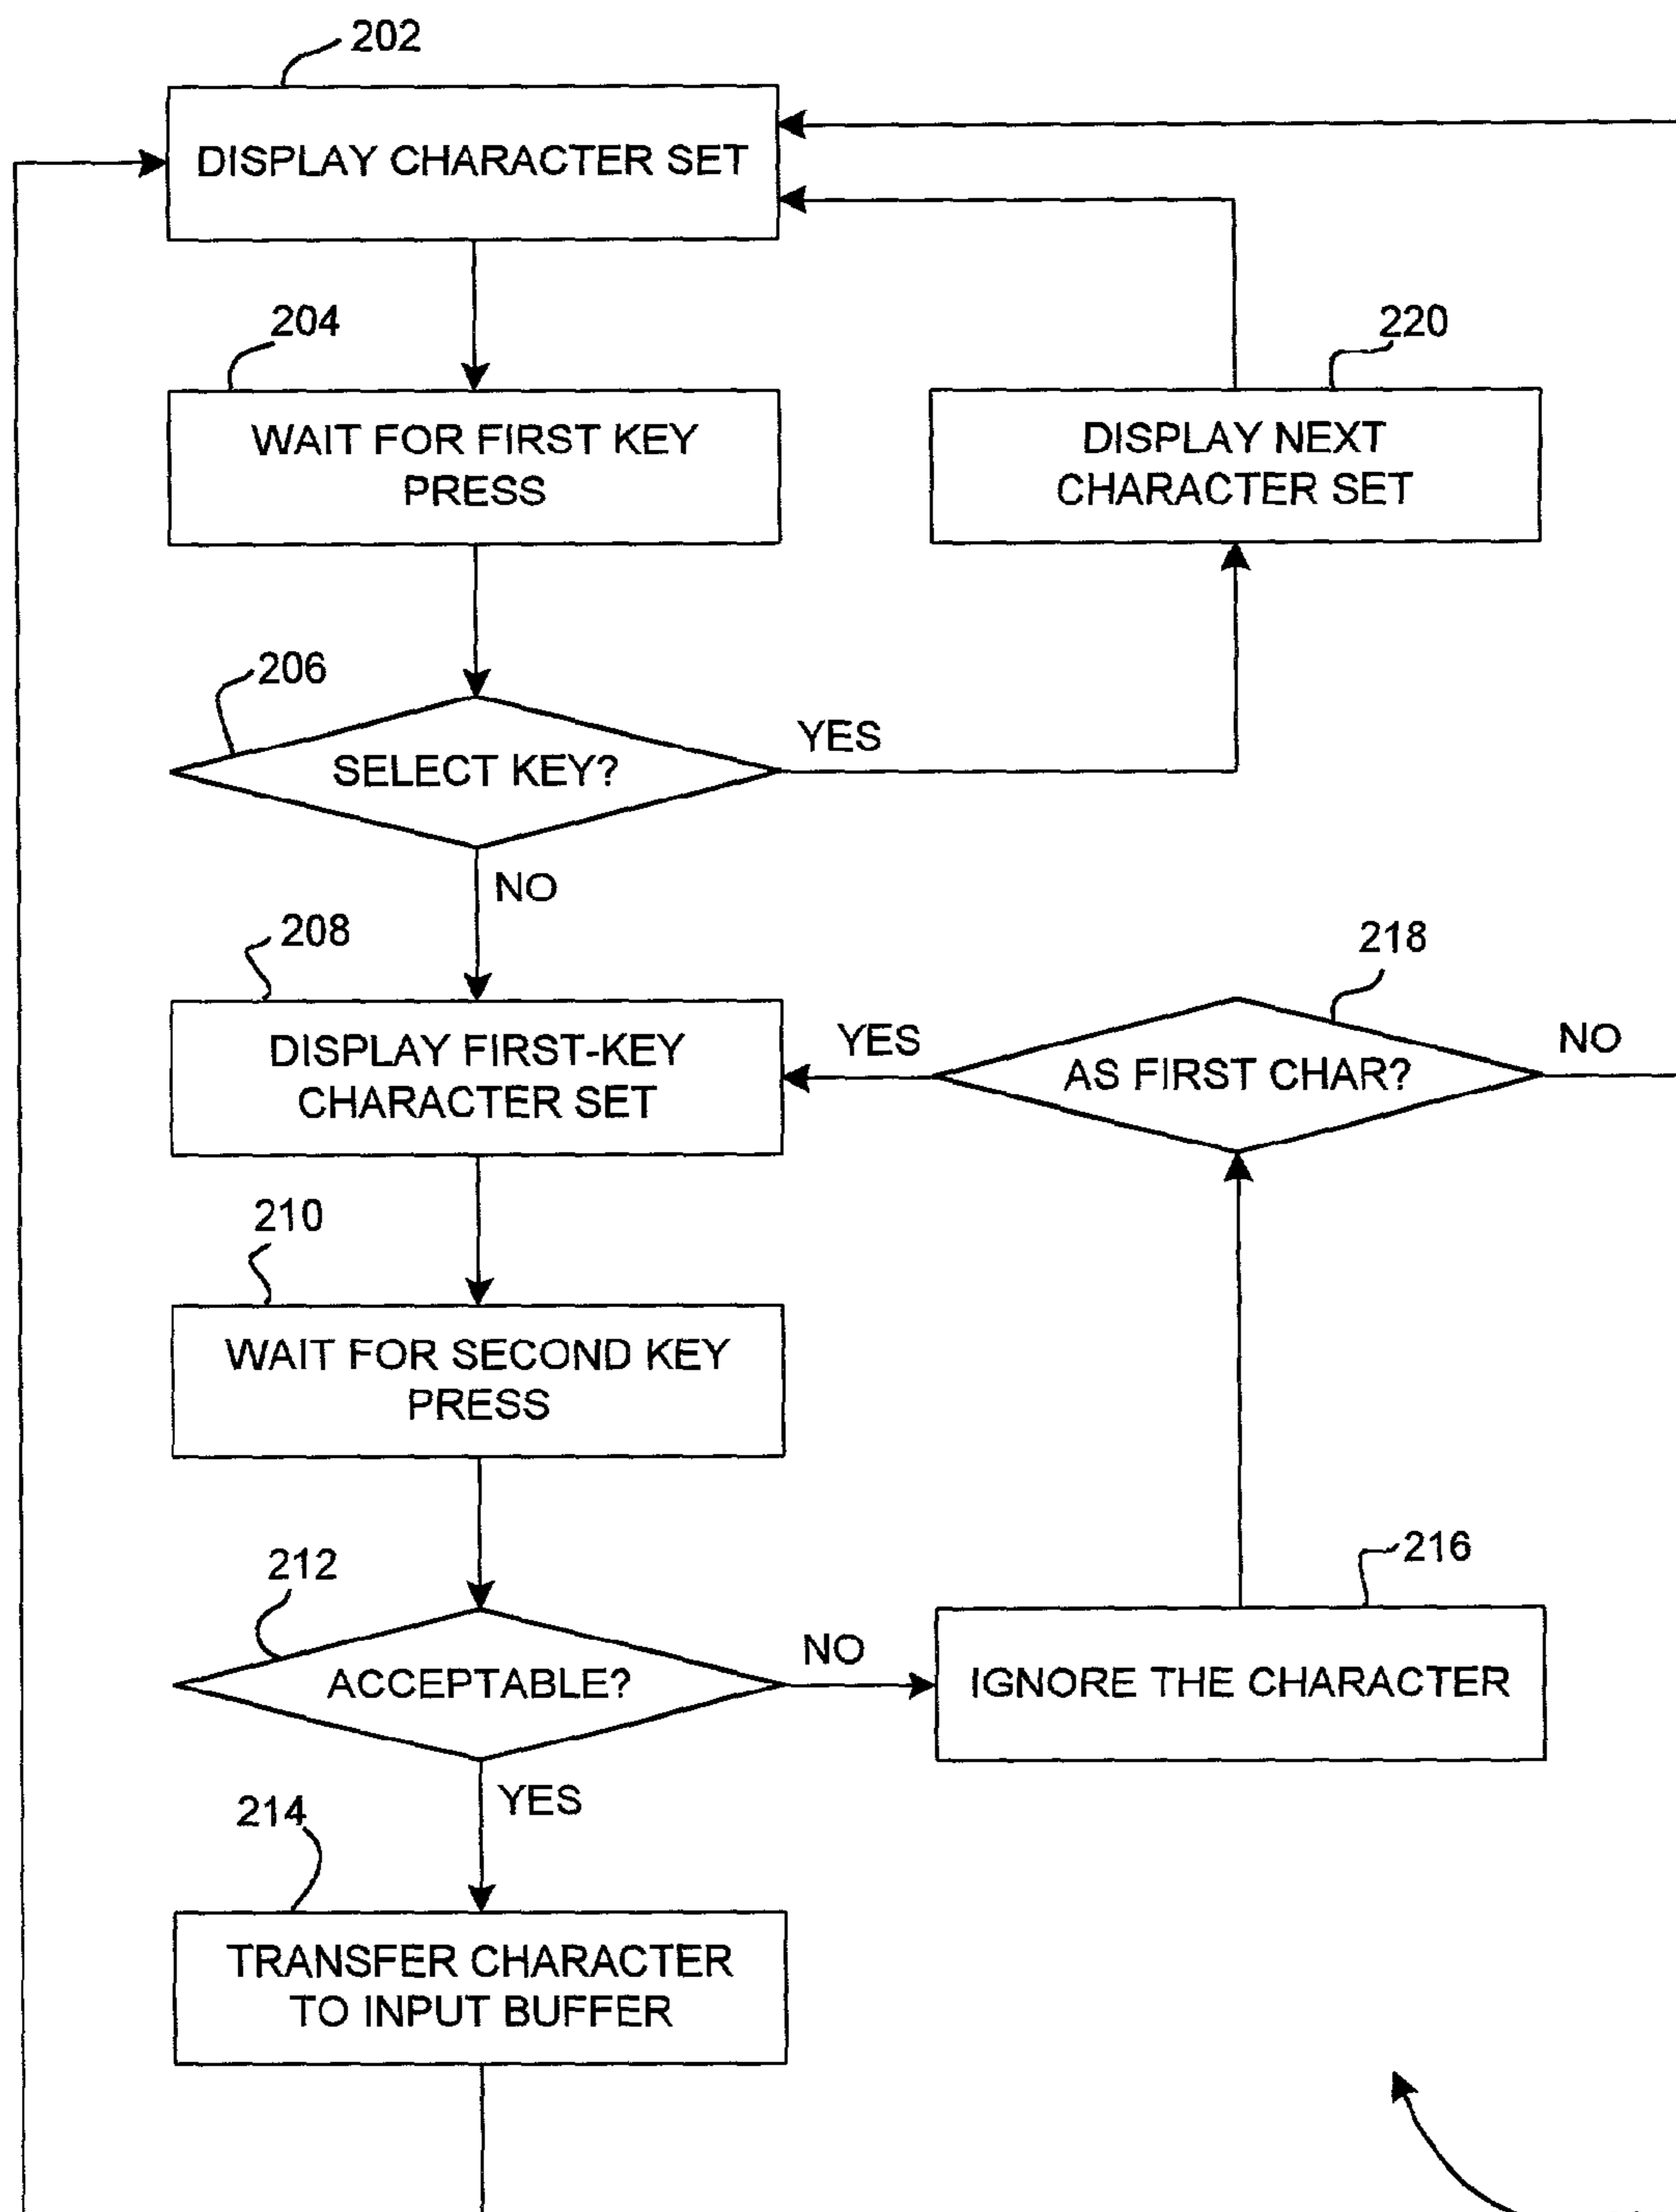 202
DISPLAY CHARACTER SET
204
WAIT FOR FIRST KEY
PRESS
220
DISPLAY NEXT
CHARACTER SET
206
SELECT KEY?
YES
NO
208
DISPLAY FIRST-KEY
CHARACTER SET
218
AS FIRST CHAR?
YES
NO
210
WAIT FOR SECOND KEY
PRESS
212
ACCEPTABLE?
NO
216
IGNORE THE CHARACTER
YES
214
TRANSFER CHARACTER
TO INPUT BUFFER